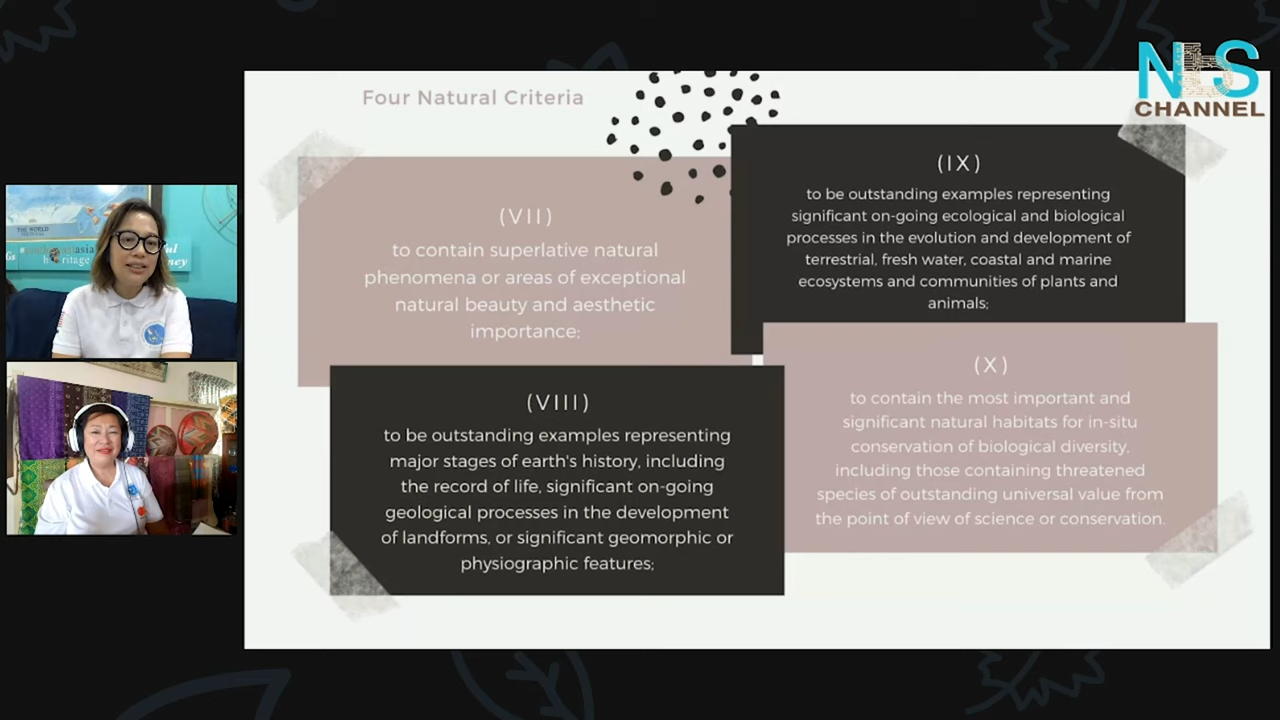 NHS
CHANNEL
Four Natural Criteria
(VII)
to contain superlative natural
phenomena or areas of exceptional
natural beauty and aesthetic
importance;
(VIII)
to be outstanding examples representing
major stages of earth's history, including
the record of life, significant on-going
geological processes in the development
of landforms, or significant geomorphic or
physiographic features;
(IX)
to be outstanding examples representing
significant on-going ecological and biological
processes in the evolution and development of
terrestrial, fresh water, coastal and marine
ecosystems and communities of plants and
animals;
(X)
to contain the most important and
significant natural habitats for in-situ
conservation of biological diversity,
including those containing threatened
species of outstanding universal value from
the point of view of science or conservation.
THE WORLD